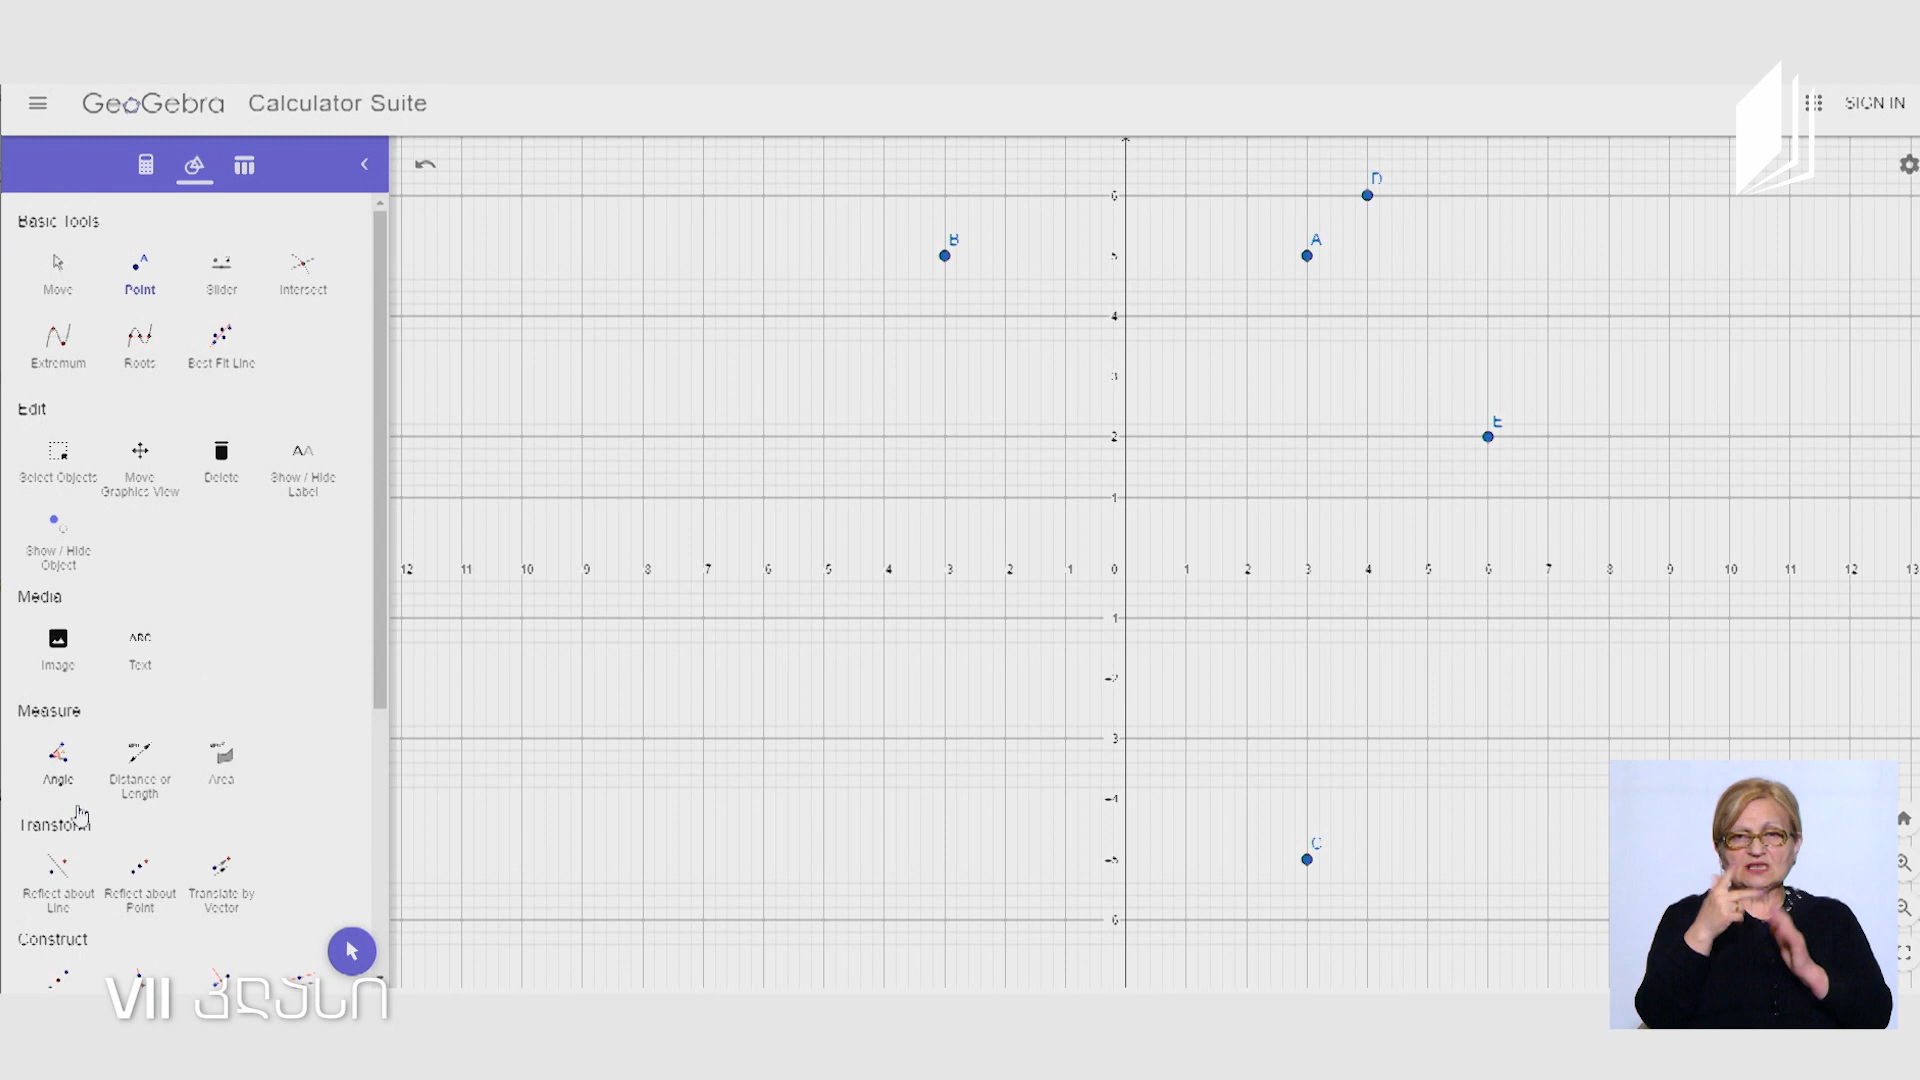 GeoGebra Calculator Suite
SIGN IN
Basic Tools
Move Point Slider Intersect
Extremum Roots Best Fit Line
Edit
Select Objects Move Graphics View Delete Show / Hide Label
Show / Hide Object
Media
Image Text
Measure
Angle Distance or Length Area
Transform
Reflect about Line Reflect about Point Translate by Vector
Construct
D
B A
E
C
6
5
4
3
2
1
12 11 10 9 8 7 6 5 4 3 2 1 0 1 2 3 4 5 6 7 8 9 10 11 12 13
1
-2
3
-4
-5
6
VII კლასი